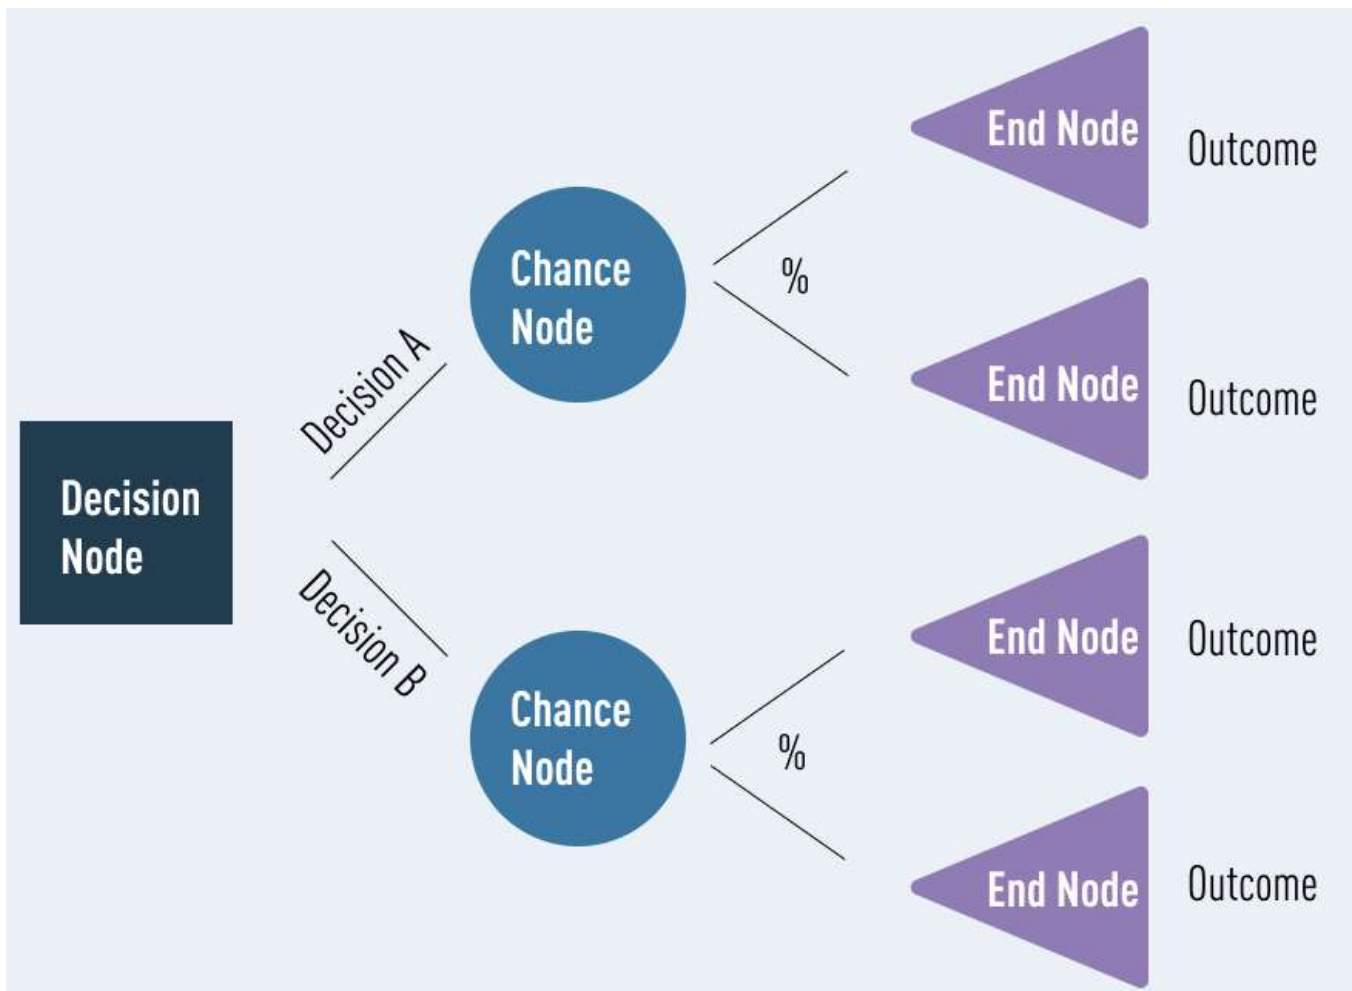 Decision
Node
Decision A
Decision B
Chance
Node
%
Chance
Node
%
End Node
Outcome
End Node
Outcome
End Node
Outcome
End Node
Outcome